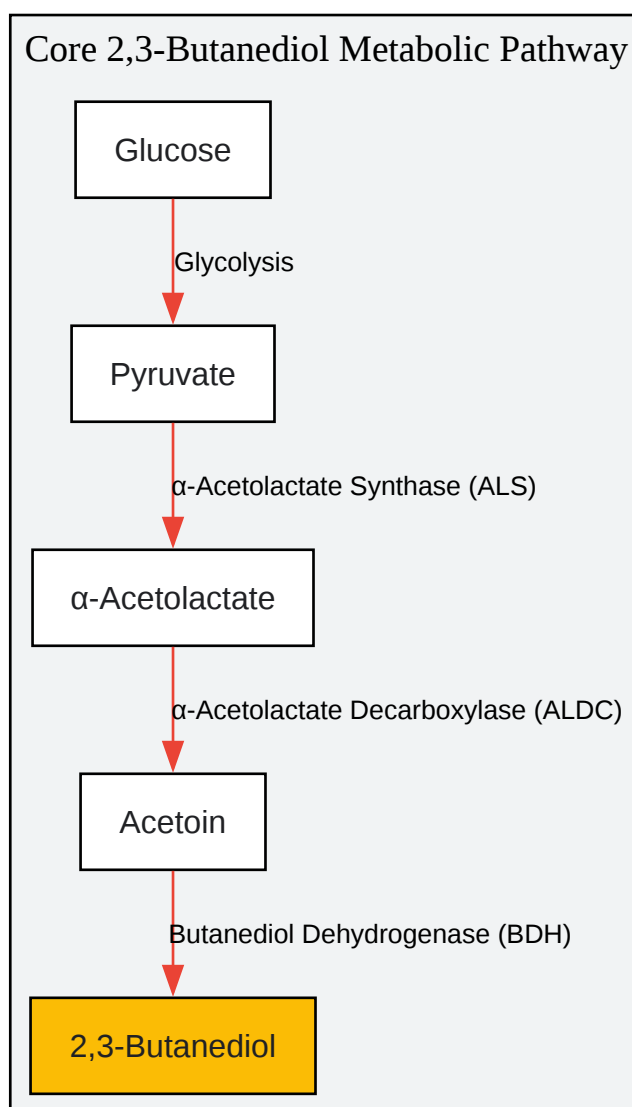 Core 2,3-Butanediol Metabolic Pathway
Glucose
Glycolysis
Pyruvate
α-Acetolactate Synthase (ALS)
α-Acetolactate
α-Acetolactate Decarboxylase (ALDC)
Acetoin
Butanediol Dehydrogenase (BDH)
2,3-Butanediol